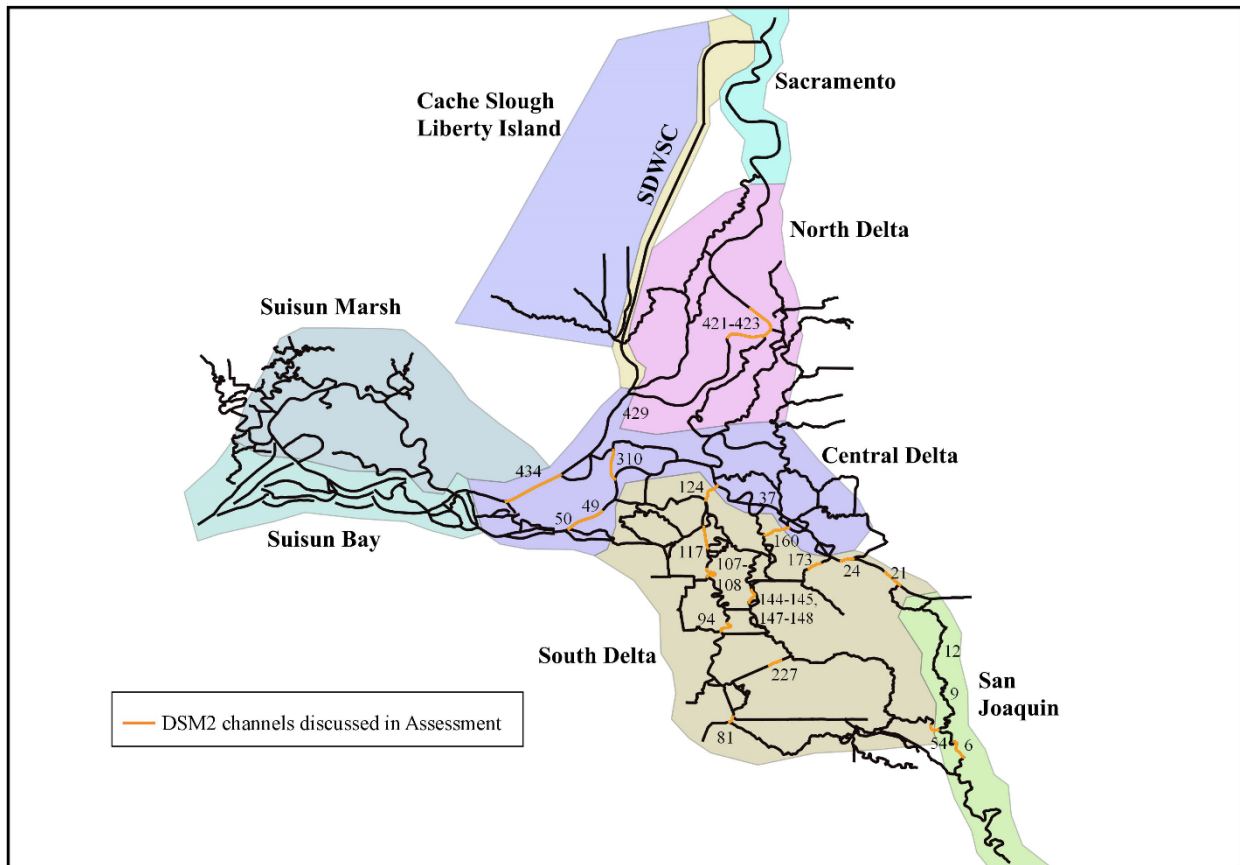 Sacramento
Cache Slough
Liberty Island
SDWSC
North Delta
421-423
Suisun Marsh
429
434
310
Central Delta
124
37
49
50
160
Suisun Bay
117
173
24
21
107-
108
144-145,
147-148
94
South Delta
12
227
9
San
Joaquin
DSM2 channels discussed in Assessment
81
54
6